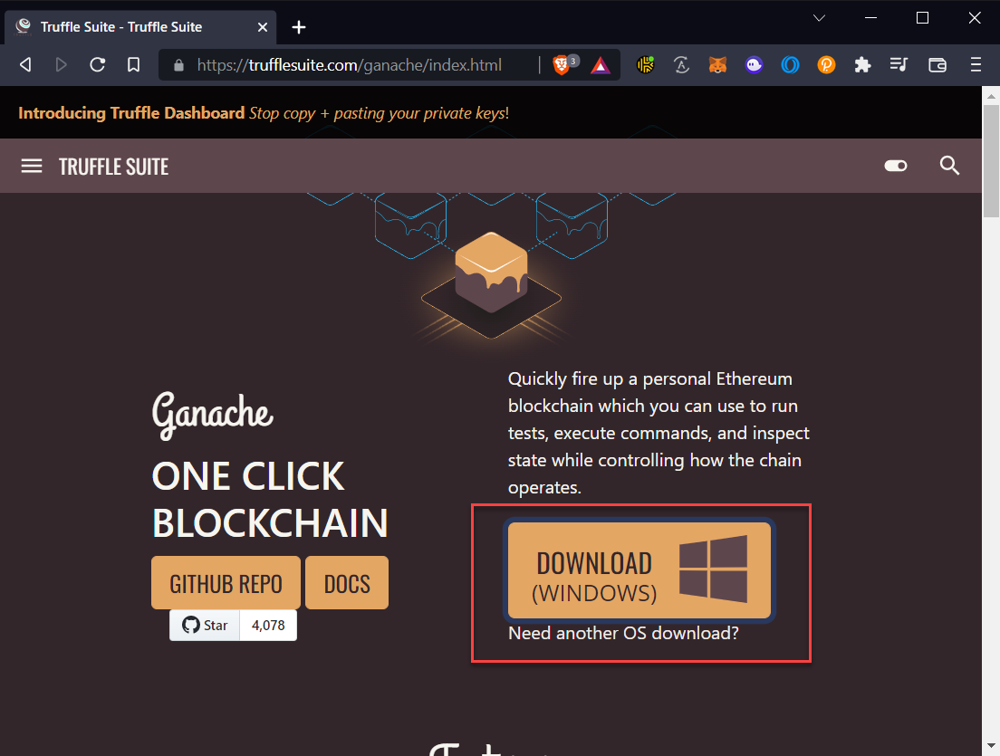 Truffle Suite - Truffle Suite
https://trufflesuite.com/ganache/index.html
3
Introducing Truffle Dashboard Stop copy + pasting your private keys!
TRUFFLE SUITE
Quickly fire up a personal Ethereum
blockchain which you can use to run
tests, execute commands, and inspect
state while controlling how the chain
operates.
Ganache
ONE CLICK
BLOCKCHAIN
GITHUB REPO
DOCS
Star
4,078
DOWNLOAD
(WINDOWS)
Need another OS download?